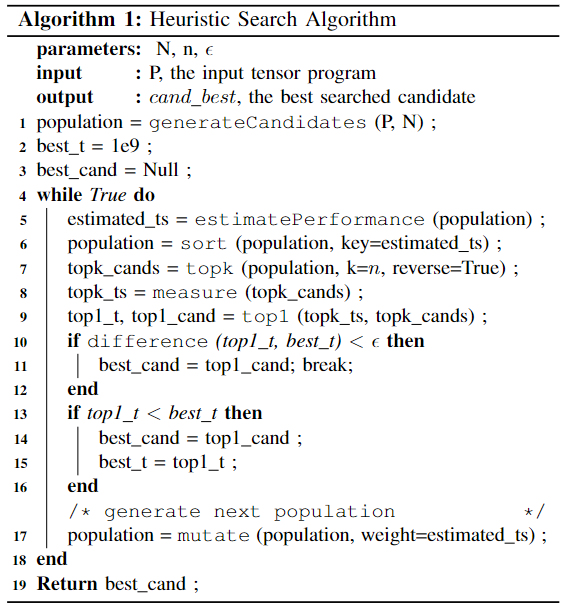 Algorithm 1: Heuristic Search Algorithm
parameters: N, n, ϵ
input : P, the input tensor program
output : cand_best, the best searched candidate
1 population = generateCandidates (P, N) ;
2 best_t = 1e9 ;
3 best_cand = Null ;
4 while True do
5 estimated_ts = estimatePerformance (population) ;
6 population = sort (population, key=estimated_ts) ;
7 topk_cands = topk (population, k=n, reverse=True) ;
8 topk_ts = measure (topk_cands) ;
9 top1_t, top1_cand = top1 (topk_ts, topk_cands) ;
10 if difference (top1_t, best_t) < ϵ then
11 best_cand = top1_cand; break;
12 end
13 if top1_t < best_t then
14 best_cand = top1_cand ;
15 best_t = top1_t ;
16 end
/* generate next population */
17 population = mutate (population, weight=estimated_ts) ;
18 end
19 Return best_cand ;